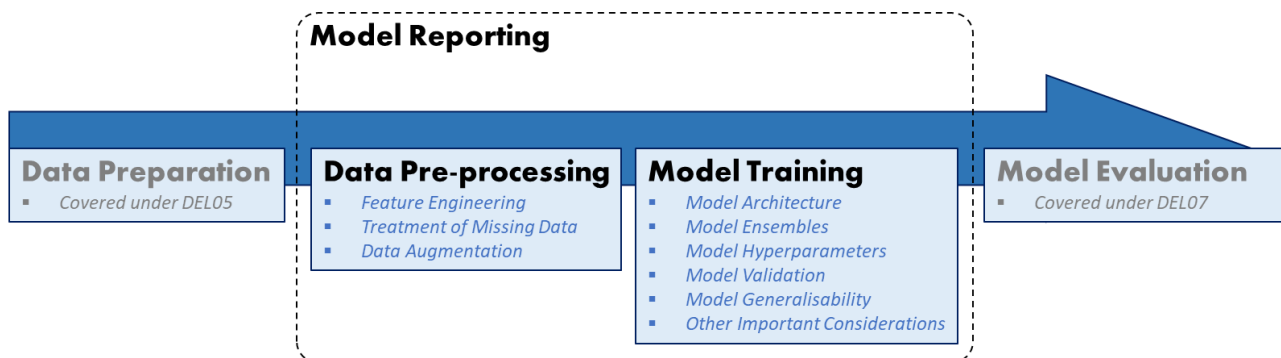 Model Reporting
Data Preparation
▪ Covered under DEL05
Data Pre-processing
▪ Feature Engineering
▪ Treatment of Missing Data
▪ Data Augmentation
Model Training
▪ Model Architecture
▪ Model Ensembles
▪ Model Hyperparameters
▪ Model Validation
▪ Model Generalisability
▪ Other Important Considerations
Model Evaluation
▪ Covered under DEL07